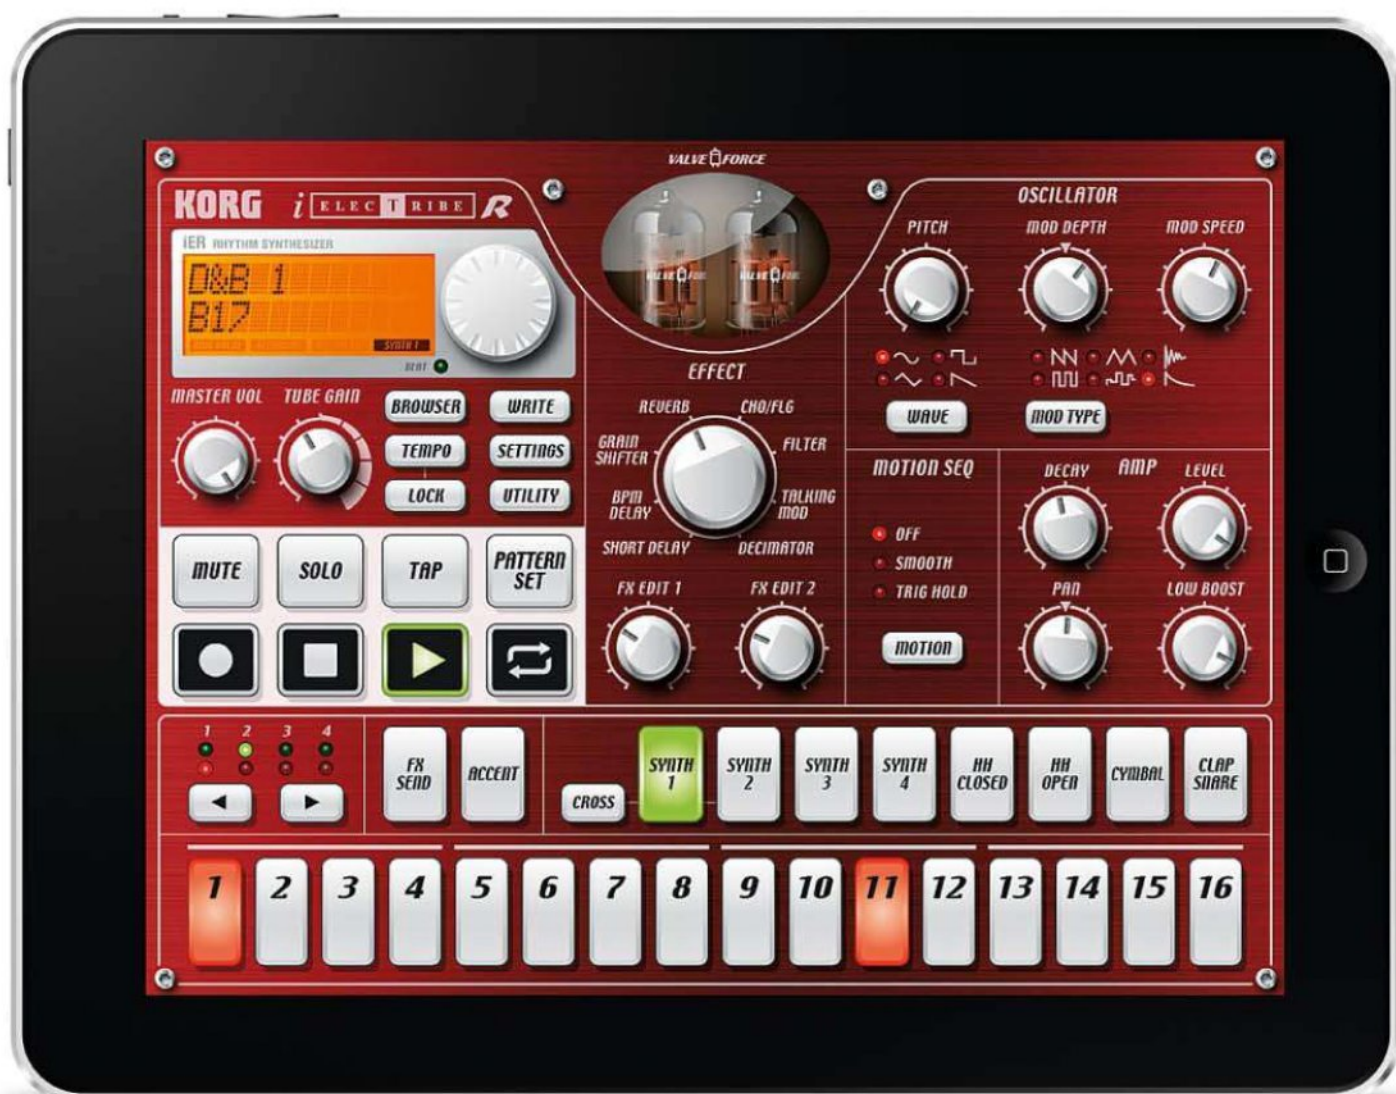 VALVE FORCE
KORG i ELECTRIBE R
iER RHYTHM SYNTHESIZER
D&B 1
B17
SYNTH 1
BEAT
MASTER VOL
TUBE GAIN
BROWSER
WRITE
TEMPO
SETTINGS
LOCK
UTILITY
MUTE
SOLO
TAP
PATTERN
SET
VALVE FORCE
VALVE FORCE
EFFECT
REVERB
CHO/FLG
GRAIN
SHIFTER
FILTER
BPM
DELAY
TALKING
MOD
SHORT DELAY
DECIMATOR
FX EDIT 1
FX EDIT 2
OSCILLATOR
PITCH
MOD DEPTH
MOD SPEED
WAVE
MOD TYPE
MOTION SEQ
OFF
SMOOTH
TRIG HOLD
MOTION
AMP
DECAY
LEVEL
PAN
LOW BOOST
1 2 3 4
FX
SEND
ACCENT
CROSS
SYNTH
1
SYNTH
2
SYNTH
3
SYNTH
4
HH
CLOSED
HH
OPEN
CYMBAL
CLAP
SNARE
1 2 3 4 5 6 7 8 9 10 11 12 13 14 15 16